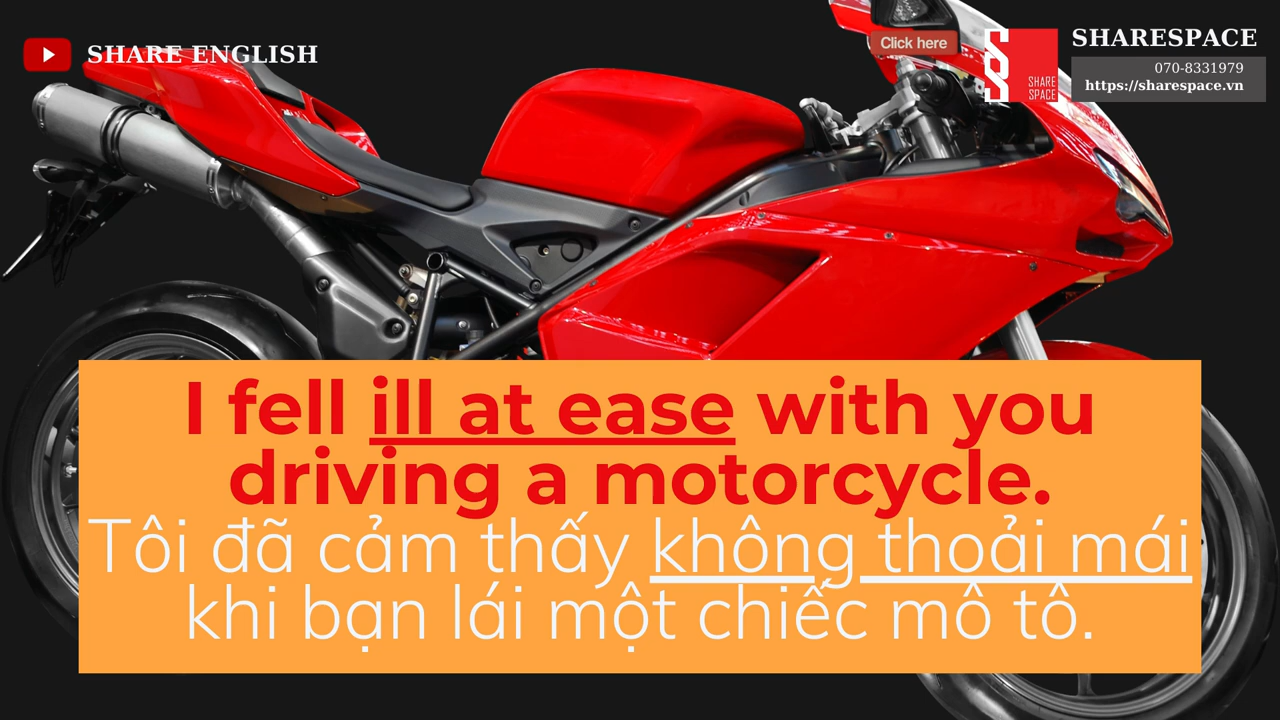 SHARE ENGLISH
Click here
SHARE
SPACE
SHARESPACE
070-8331979
https://sharespace.vn
I fell ill at ease with you
driving a motorcycle.
Tôi đã cảm thấy không thoải mái
khi bạn lái một chiếc mô tô.